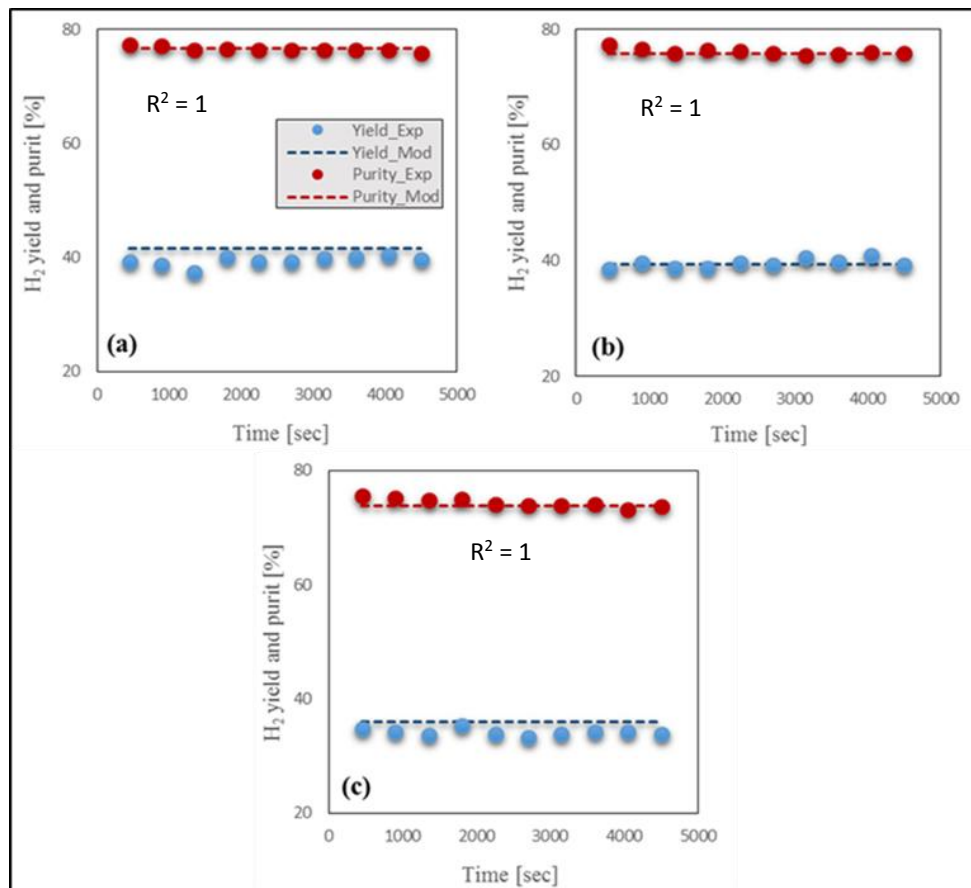 H₂ yield and purit [%]
80
60
40
20
R² = 1
Yield_Exp
Yield_Mod
Purity_Exp
Purity_Mod
(a)
0 1000 2000 3000 4000 5000
Time [sec]
H₂ yield and purit [%]
80
60
40
20
R² = 1
(b)
0 1000 2000 3000 4000 5000
Time [sec]
H₂ yield and purit [%]
80
60
40
20
R² = 1
(c)
0 1000 2000 3000 4000 5000
Time [sec]